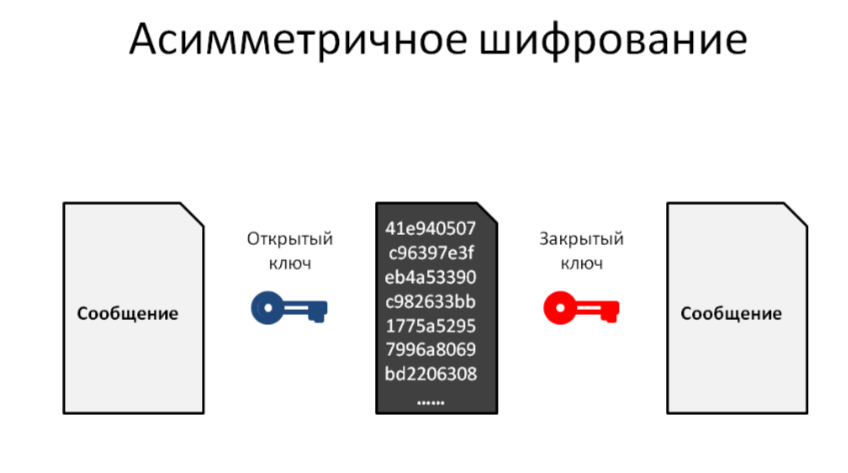 Асимметричное шифрование
Сообщение
Открытый
ключ
41e940507
c96397e3f
eb4a53390
c982633bb
1775a5295
7996a8069
bd2206308
......
Закрытый
ключ
Сообщение